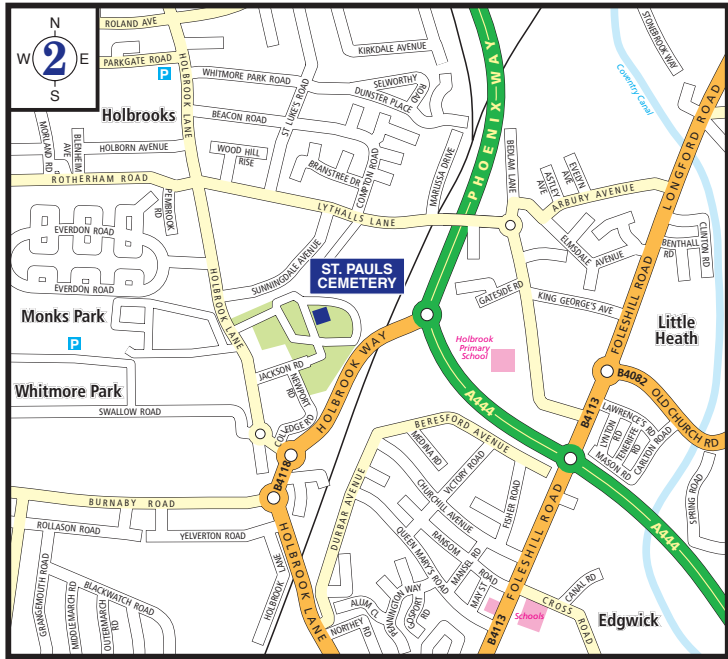 N
W 2 E
S
ROLAND AVE
PARKGATE ROAD
P
HOLBROOK LANE
Holbrooks
WHITMORE PARK ROAD
KIRKDALE AVENUE
SELWORTHY
ROAD
DUNSTER PLACE
ST LUKE'S ROAD
BEACON ROAD
PHOENIX WAY
STONEBROOK WAY
Coventry Canal
LONGFORD ROAD
MORLAND RD
BLENHEIM
AVE
HOLBORN AVENUE
WOOD HILL
RISE
BRANSTREE DR
COMPTON ROAD
MARISSA DRIVE
BEDLAM LANE
ASTLEY
AVE
EVELYN
AVE
ARBURY AVENUE
ROTHERHAM ROAD
PEMBROOK
RD
LYTHALLS LANE
EVERDON ROAD
EVERDON ROAD
SUNNINGDALE AVENUE
HOLBROOK LANE
ST. PAULS
CEMETERY
ELMSDALE AVENUE
BENTHALL
RD
CLINTON RD
GATESIDE RD
KING GEORGE'S AVE
FOLESHILL ROAD
Monks Park
P
Little
Heath
Holbrook
Primary
School
JACKSON RD
NEWPORT
RD
HOLBROOK WAY
Whitmore Park
SWALLOW ROAD
COLLEDGE RD
B4118
A444
B4113
B4082
OLD CHURCH RD
LAWRENCE'S RD
LYNTON
RD
TENERIFFE
RD
CARLTON ROAD
MASON RD
BERESFORD AVENUE
MEDINA RD
VICTORY ROAD
CHURCHILL AVENUE
FISHER ROAD
DURBAR AVENUE
SPRING ROAD
BURNABY ROAD
ROLLASON ROAD
YELVERTON ROAD
HOLBROOK LANE
HOLBROOK LANE
QUEEN MARY'S ROAD
RANSOM
ROAD
MANSEL RD
MAY ST
FOLESHILL ROAD
A444
GRANGEMOUTH ROAD
MIDDLEMARCH RD
OUTERMARCH
RD
BLACKWATCH ROAD
ALUM CL
NORTHEY
RD
PENNINGTON WAY
GOSPORT
RD
B4113
Schools
CANAL RD
CROSS ROAD
Edgwick